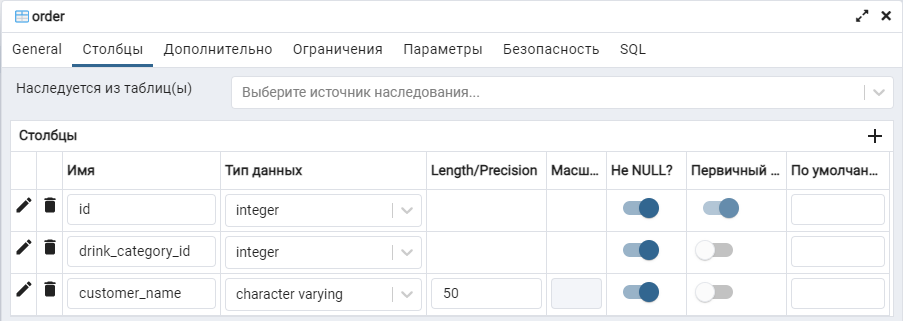 order
General Столбцы Дополнительно Ограничения Параметры Безопасность SQL
Наследуется из таблиц(ы) Выберите источник наследования...
Столбцы
Имя Тип данных Length/Precision Масш... Не NULL? Первичный ... По умолчан...
id integer
drink_category_id integer
customer_name character varying 50